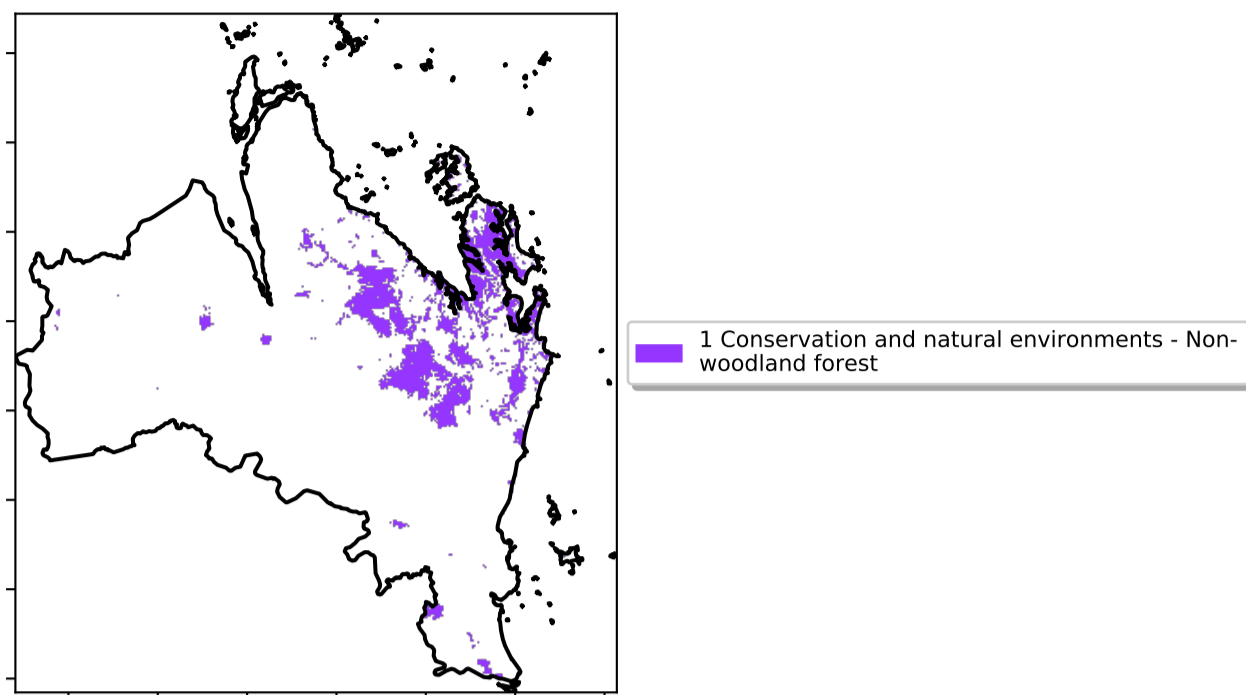 1 Conservation and natural environments - Non-
woodland forest